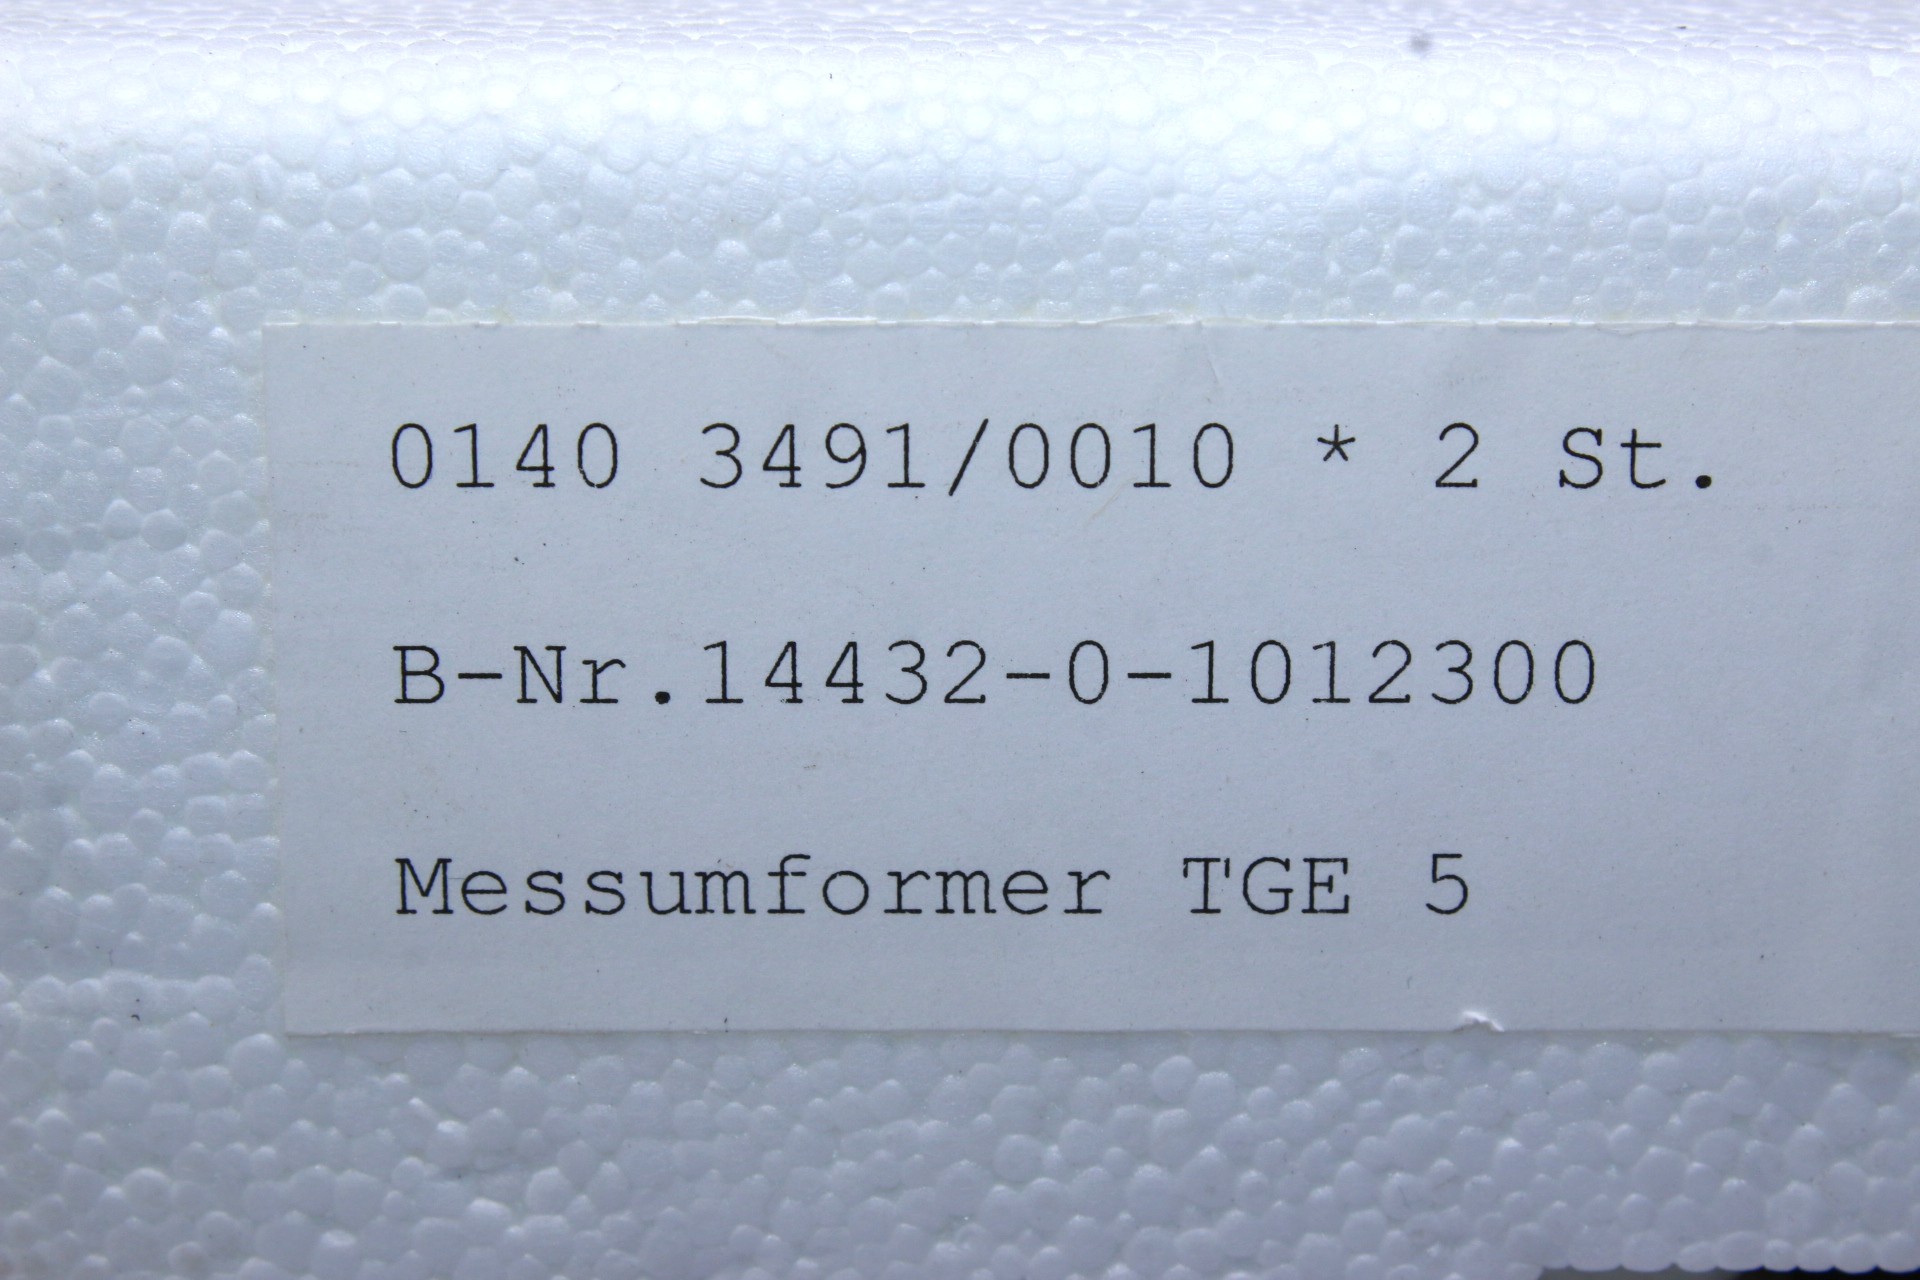 0140 3491/0010 * 2 St.
B-Nr.14432-0-1012300
Messumformer TGE 5